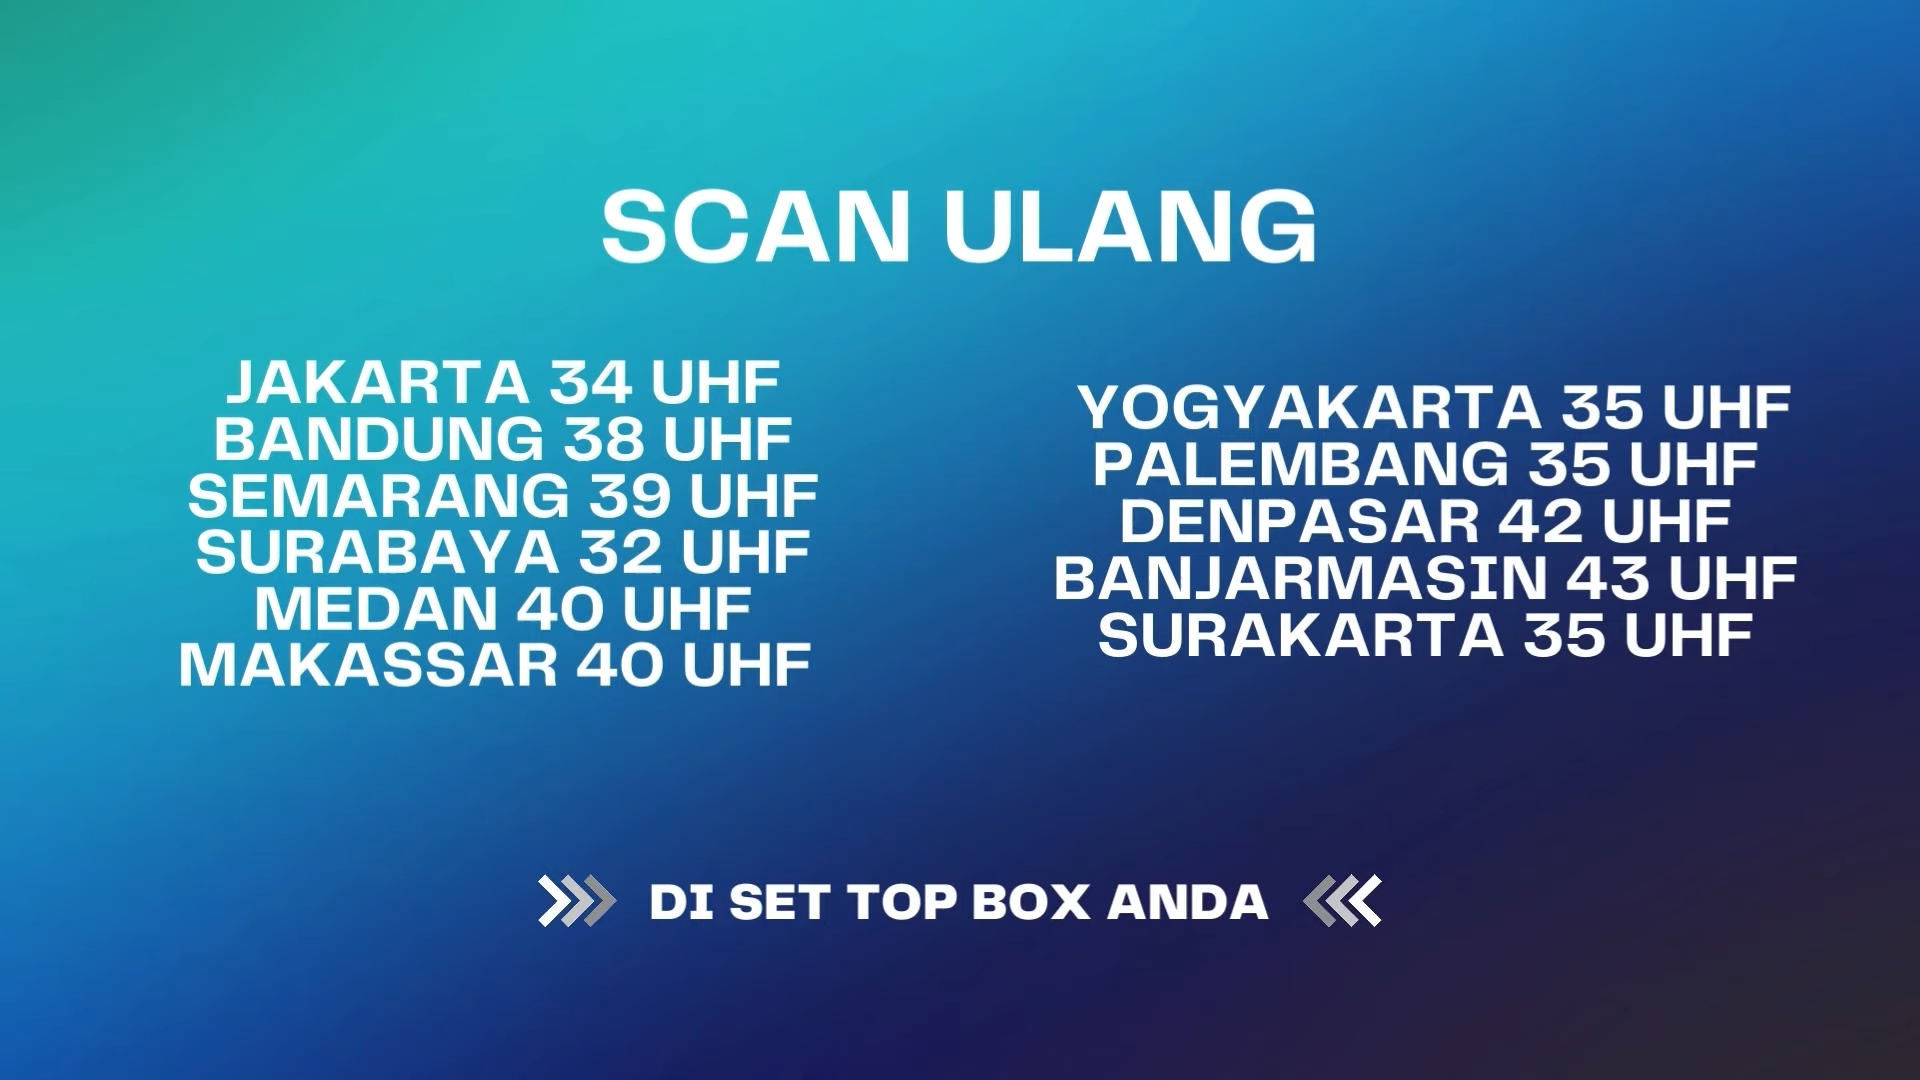 SCAN ULANG
JAKARTA 34 UHF
BANDUNG 38 UHF
SEMARANG 39 UHF
SURABAYA 32 UHF
MEDAN 40 UHF
MAKASSAR 40 UHF
YOGYAKARTA 35 UHF
PALEMBANG 35 UHF
DENPASAR 42 UHF
BANJARMASIN 43 UHF
SURAKARTA 35 UHF
DI SET TOP BOX ANDA